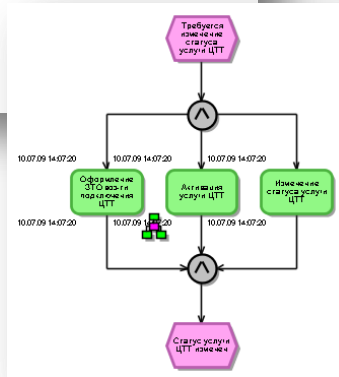 Требуется
изменение
статуса
услуги ЦТТ
10.07.09 14:07:20 10.07.09 14:07:20 10.07.09 14:07:20
Оформление
ЗТО воз-ти
подключения
ЦТТ
Активация
услуги ЦТТ
Изменение
статуса услуги
ЦТТ
10.07.09 14:07:20 10.07.09 14:07:20 10.07.09 14:07:20
Статус услуги
ЦТТ изменен